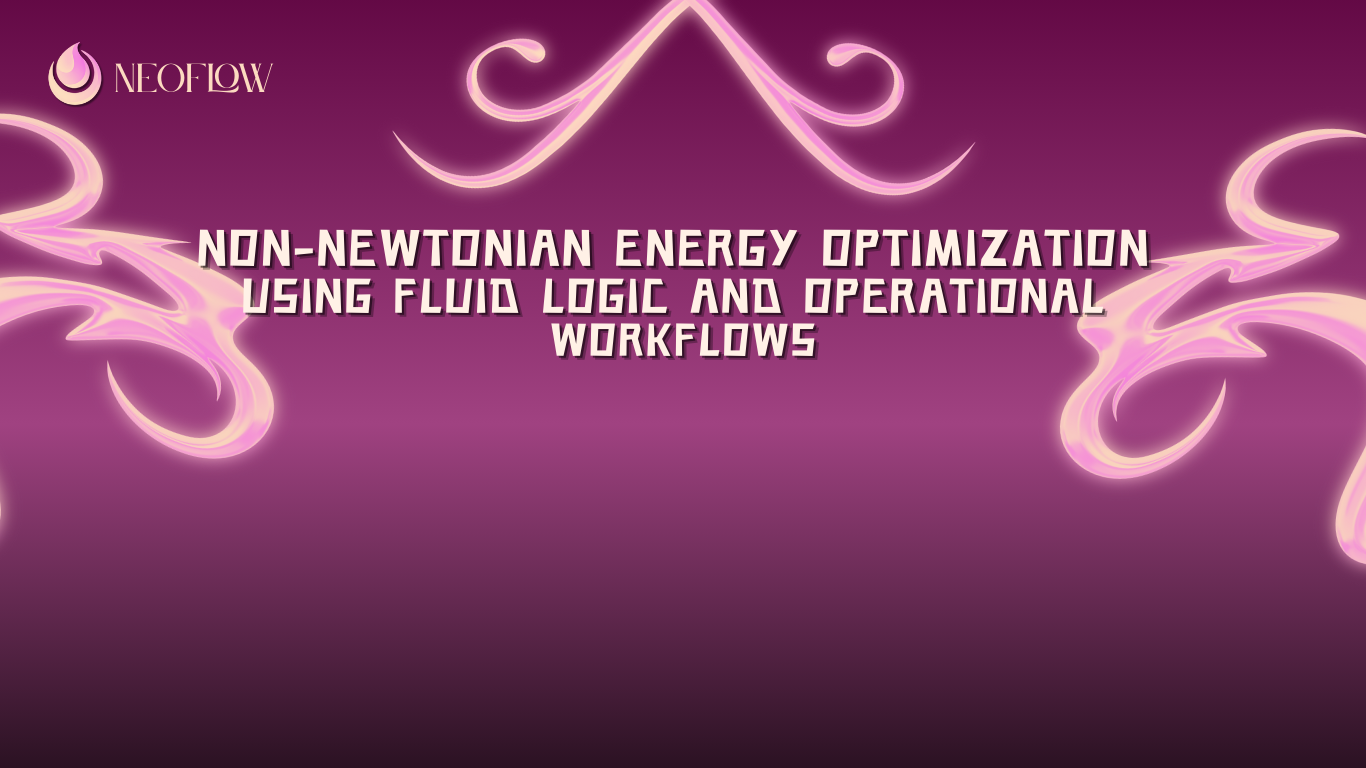 NEOFLOW
NON-NEWTONIAN ENERGY OPTIMIZATION
USING FLUID LOGIC AND OPERATIONAL
WORKFLOWS